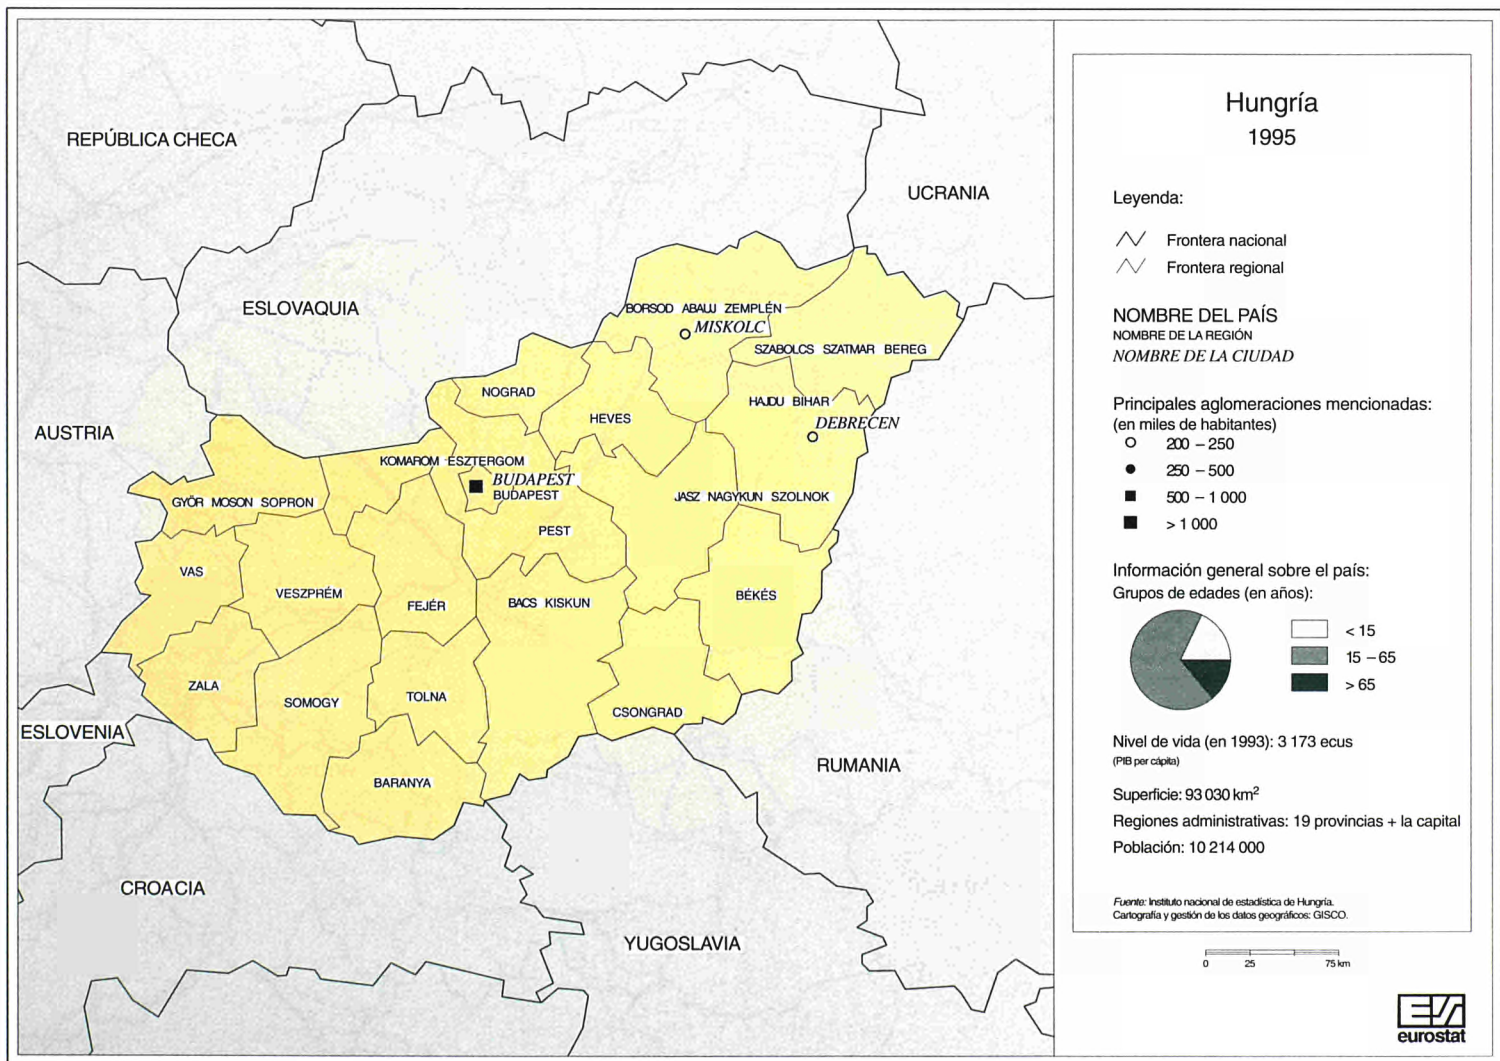 REPÚBLICA CHECA
UCRANIA
ESLOVAQUIA
AUSTRIA
ESLOVENIA
CROACIA
YUGOSLAVIA
RUMANIA
BORSOD ABAUJ ZEMPLÉN
MISKOLC
SZABOLCS SZATMAR BEREG
NOGRAD
HEVES
HAJDU BIHAR
DEBRECEN
KOMAROM ESZTERGOM
BUDAPEST
BUDAPEST
GYÖR MOSON SOPRON
JASZ NAGYKUN SZOLNOK
PEST
VAS
VESZPRÉM
FEJÉR
BACS KISKUN
BÉKÉS
ZALA
SOMOGY
TOLNA
CSONGRAD
BARANYA
Hungría
1995
Leyenda:
Frontera nacional
Frontera regional
NOMBRE DEL PAÍS
NOMBRE DE LA REGIÓN
NOMBRE DE LA CIUDAD
Principales aglomeraciones mencionadas:
(en miles de habitantes)
200 – 250
250 – 500
500 – 1 000
> 1 000
Información general sobre el país:
Grupos de edades (en años):
< 15
15 – 65
> 65
Nivel de vida (en 1993): 3 173 ecus
(PIB per cápita)
Superficie: 93 030 km²
Regiones administrativas: 19 provincias + la capital
Población: 10 214 000
Fuente: Instituto nacional de estadística de Hungría.
Cartografía y gestión de los datos geográficos: GISCO.
0 25 75 km
eurostat